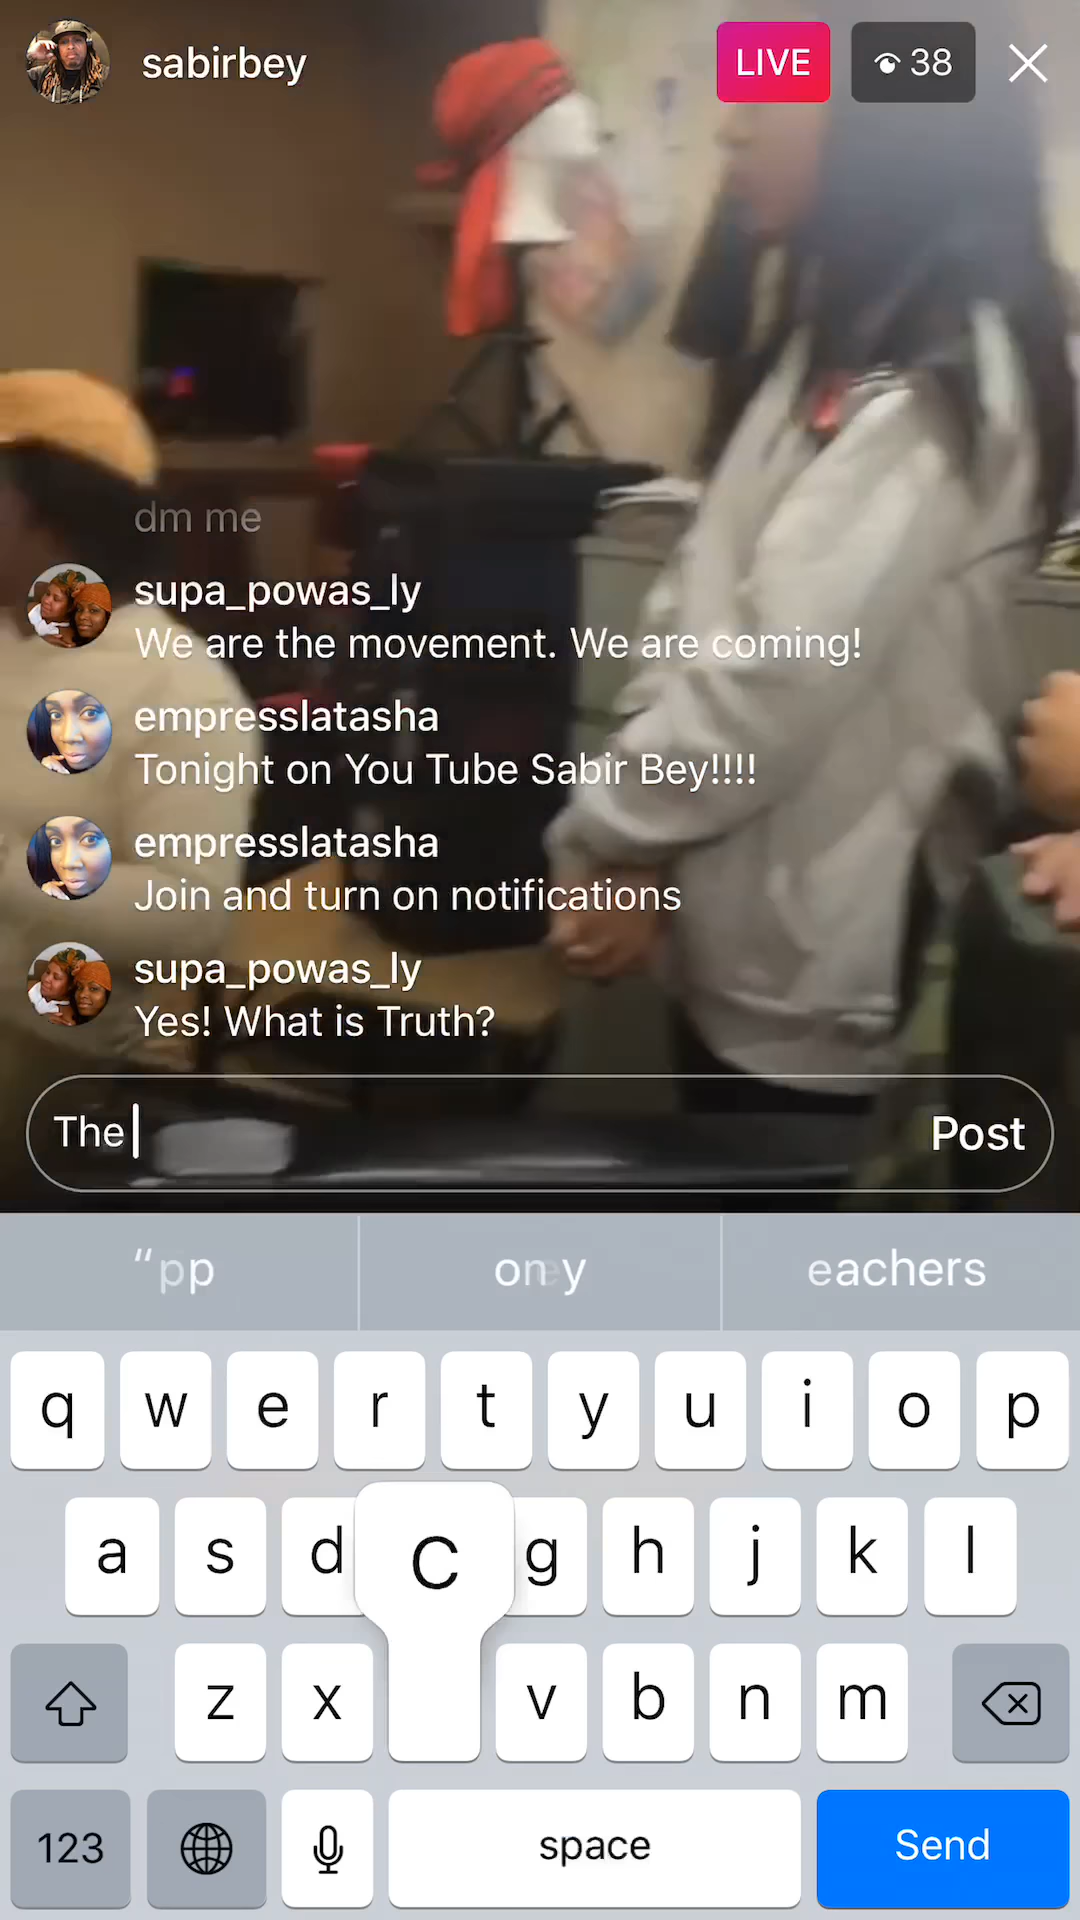 sabirbey
LIVE
38
dm me
supa_powas_ly
We are the movement. We are coming!
empresslatasha
Tonight on You Tube Sabir Bey!!!!
empresslatasha
Join and turn on notifications
supa_powas_ly
Yes! What is Truth?
The
Post
eachers
q w e r t y u i o p
a s d c g h j k l
z x v b n m
123
space
Send